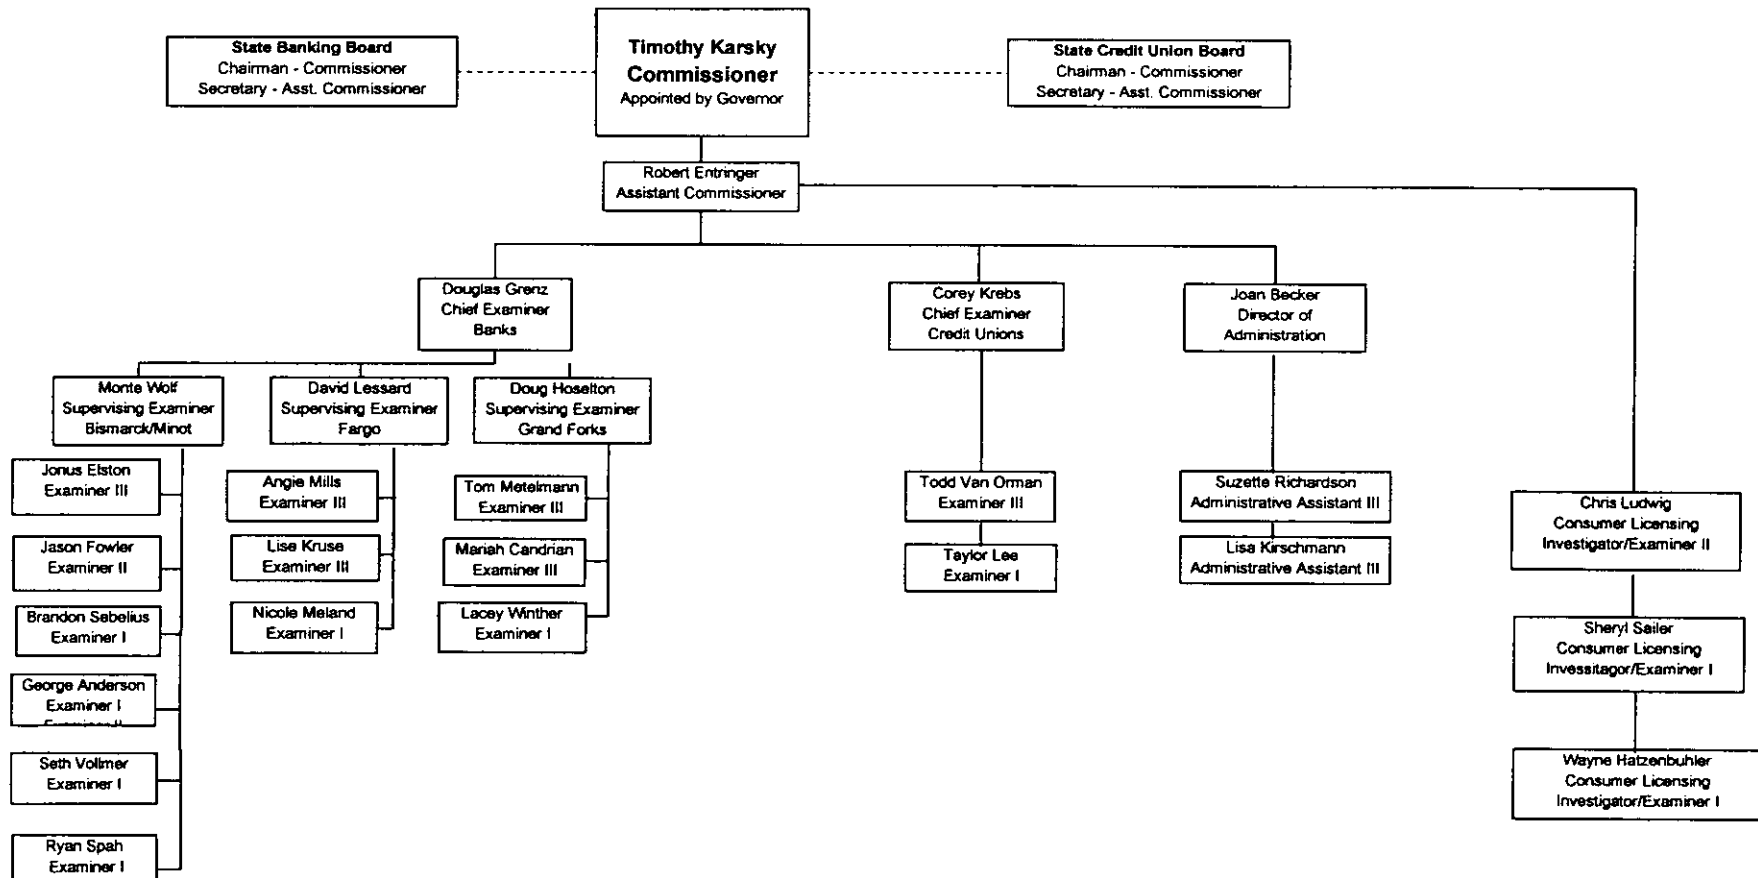 State Banking Board
Chairman - Commissioner
Secretary - Asst. Commissioner
Timothy Karsky
Commissioner
Appointed by Governor
State Credit Union Board
Chairman - Commissioner
Secretary - Asst. Commissioner
Robert Entringer
Assistant Commissioner
Douglas Grenz
Chief Examiner
Banks
Corey Krebs
Chief Examiner
Credit Unions
Joan Becker
Director of
Administration
Monte Wolf
Supervising Examiner
Bismarck/Minot
David Lessard
Supervising Examiner
Fargo
Doug Hoselton
Supervising Examiner
Grand Forks
Jonus Elston
Examiner III
Jason Fowler
Examiner II
Brandon Sebelius
Examiner I
George Anderson
Examiner I
Seth Vollmer
Examiner I
Ryan Spah
Examiner I
Angie Mills
Examiner III
Lise Kruse
Examiner III
Nicole Meland
Examiner I
Tom Metelmann
Examiner III
Mariah Candrian
Examiner III
Lacey Winther
Examiner I
Todd Van Orman
Examiner III
Taylor Lee
Examiner I
Suzette Richardson
Administrative Assistant III
Lisa Kirschmann
Administrative Assistant III
Chris Ludwig
Consumer Licensing
Investigator/Examiner II
Sheryl Sailer
Consumer Licensing
Invessitagor/Examiner I
Wayne Hatzenbuhler
Consumer Licensing
Investigator/Examiner I